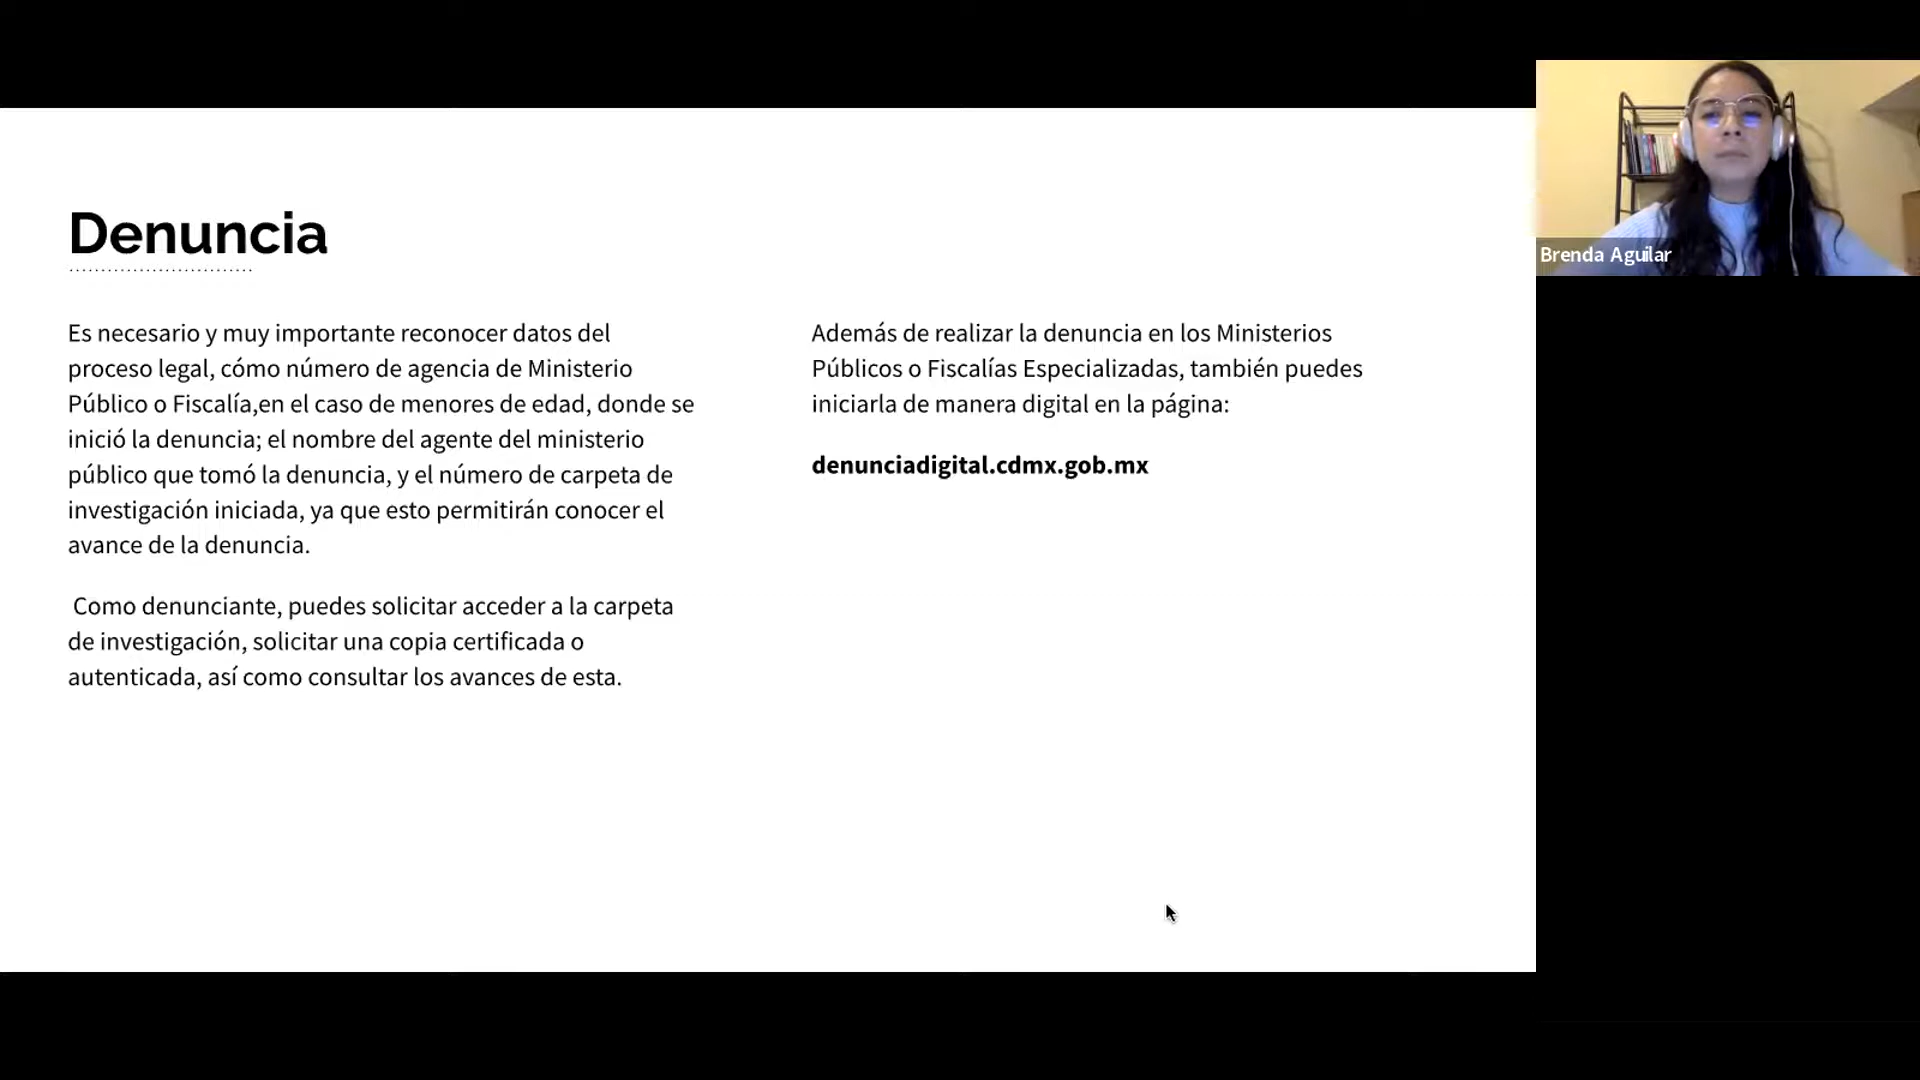 Denuncia
Es necesario y muy importante reconocer datos del
proceso legal, cómo número de agencia de Ministerio
Público o Fiscalía,en el caso de menores de edad, donde se
inició la denuncia; el nombre del agente del ministerio
público que tomó la denuncia, y el número de carpeta de
investigación iniciada, ya que esto permitirán conocer el
avance de la denuncia.
Como denunciante, puedes solicitar acceder a la carpeta
de investigación, solicitar una copia certificada o
autenticada, así como consultar los avances de esta.
Además de realizar la denuncia en los Ministerios
Públicos o Fiscalías Especializadas, también puedes
iniciarla de manera digital en la página:
denunciadigital.cdmx.gob.mx
Brenda Aguilar